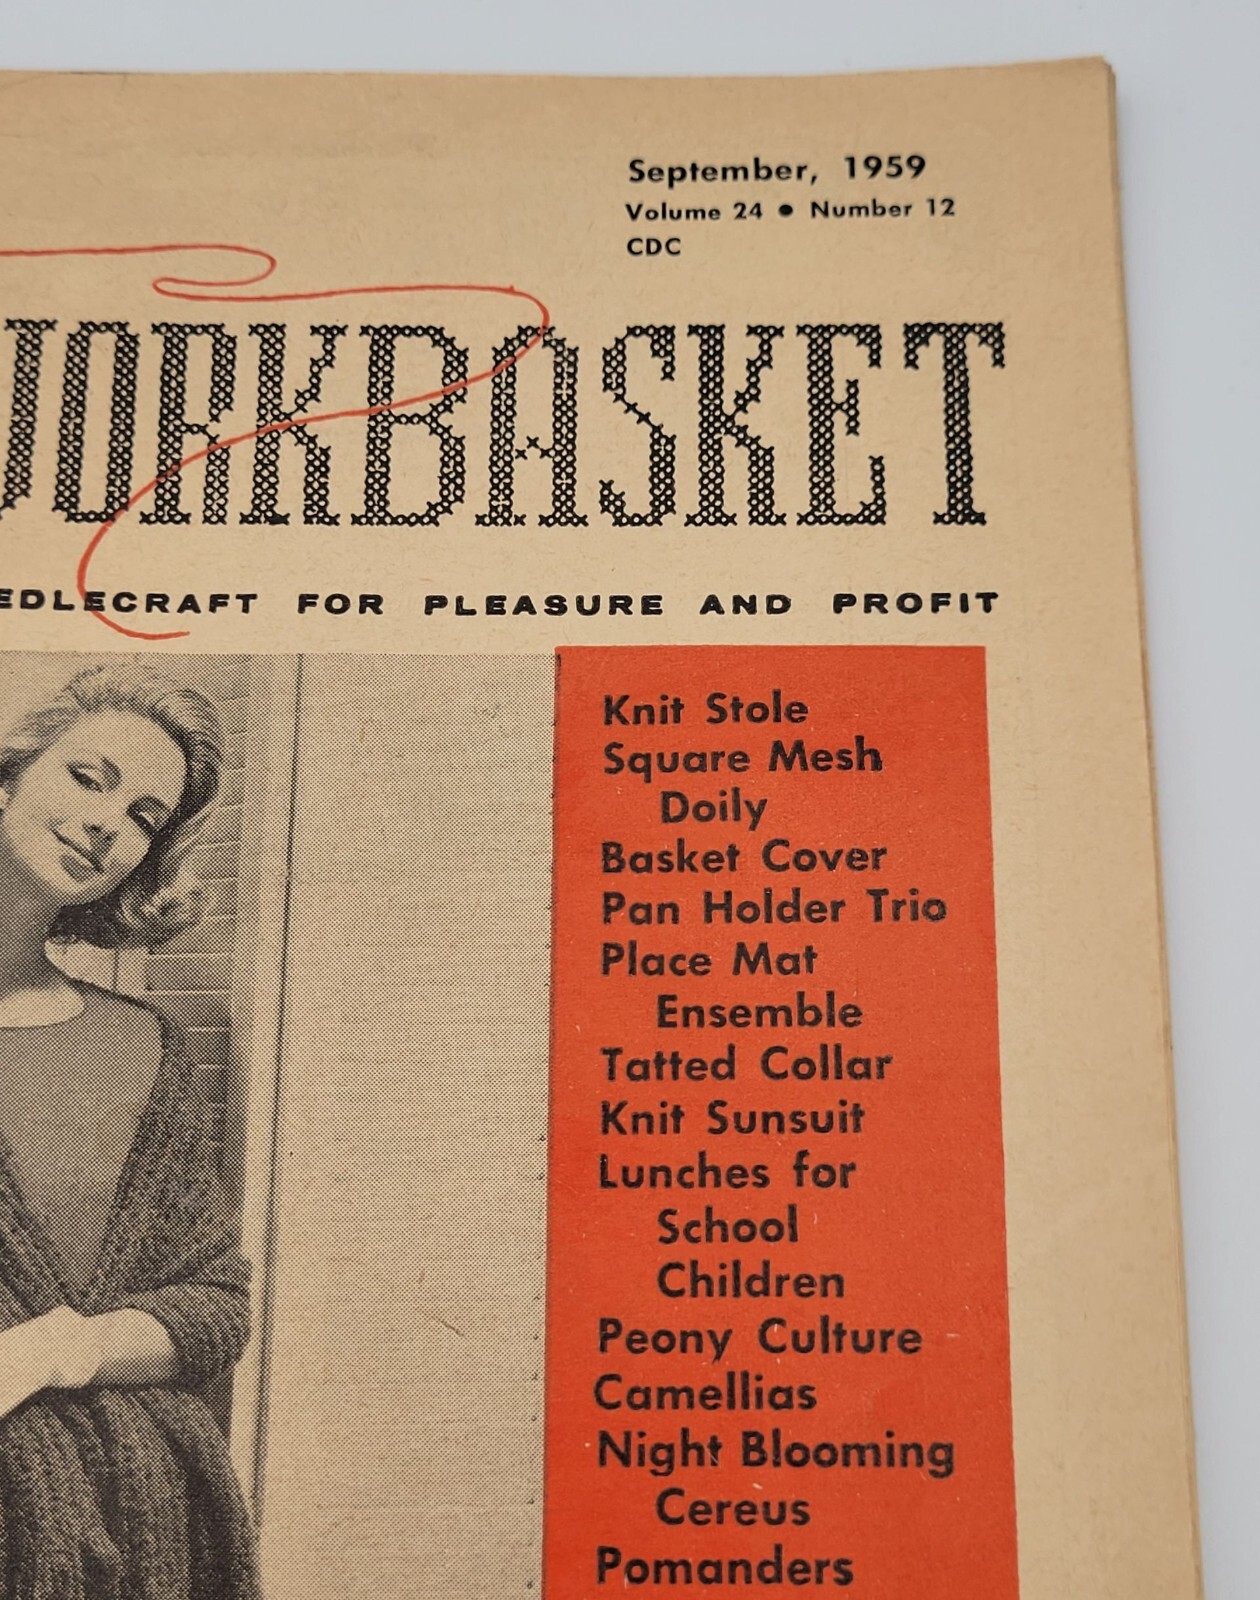 September, 1959
Volume 24 • Number 12
CDC
WORKBASKET
EDLECRAFT FOR PLEASURE AND PROFIT
Knit Stole
Square Mesh
Doily
Basket Cover
Pan Holder Trio
Place Mat
Ensemble
Tatted Collar
Knit Sunsuit
Lunches for
School
Children
Peony Culture
Camellias
Night Blooming
Cereus
Pomanders